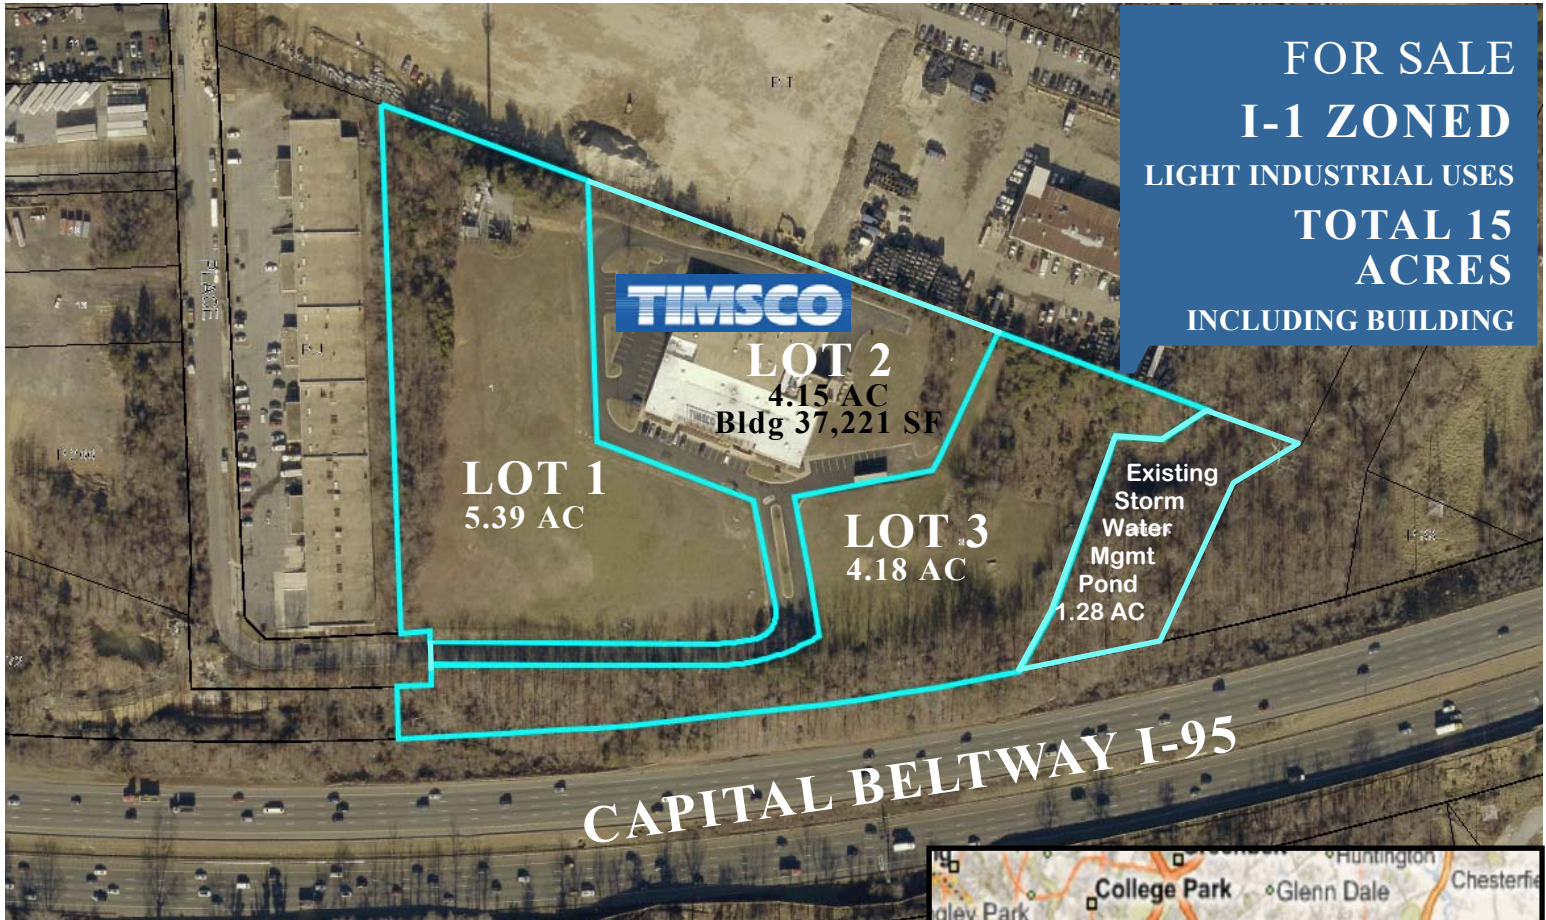 FOR SALE
I-1 ZONED
LIGHT INDUSTRIAL USES
TOTAL 15
ACRES
INCLUDING BUILDING
PLACE
TIMSCO
LOT 2
4.15 AC
Bldg 37,221 SF
TIMSCO
LOT 1
5.39 AC
LOT 3
4.18 AC
Existing
Storm
Water
Mgmt
Pond
1.28 AC
CAPITAL BELTWAY I-95
Huntington
College Park
Glenn Dale